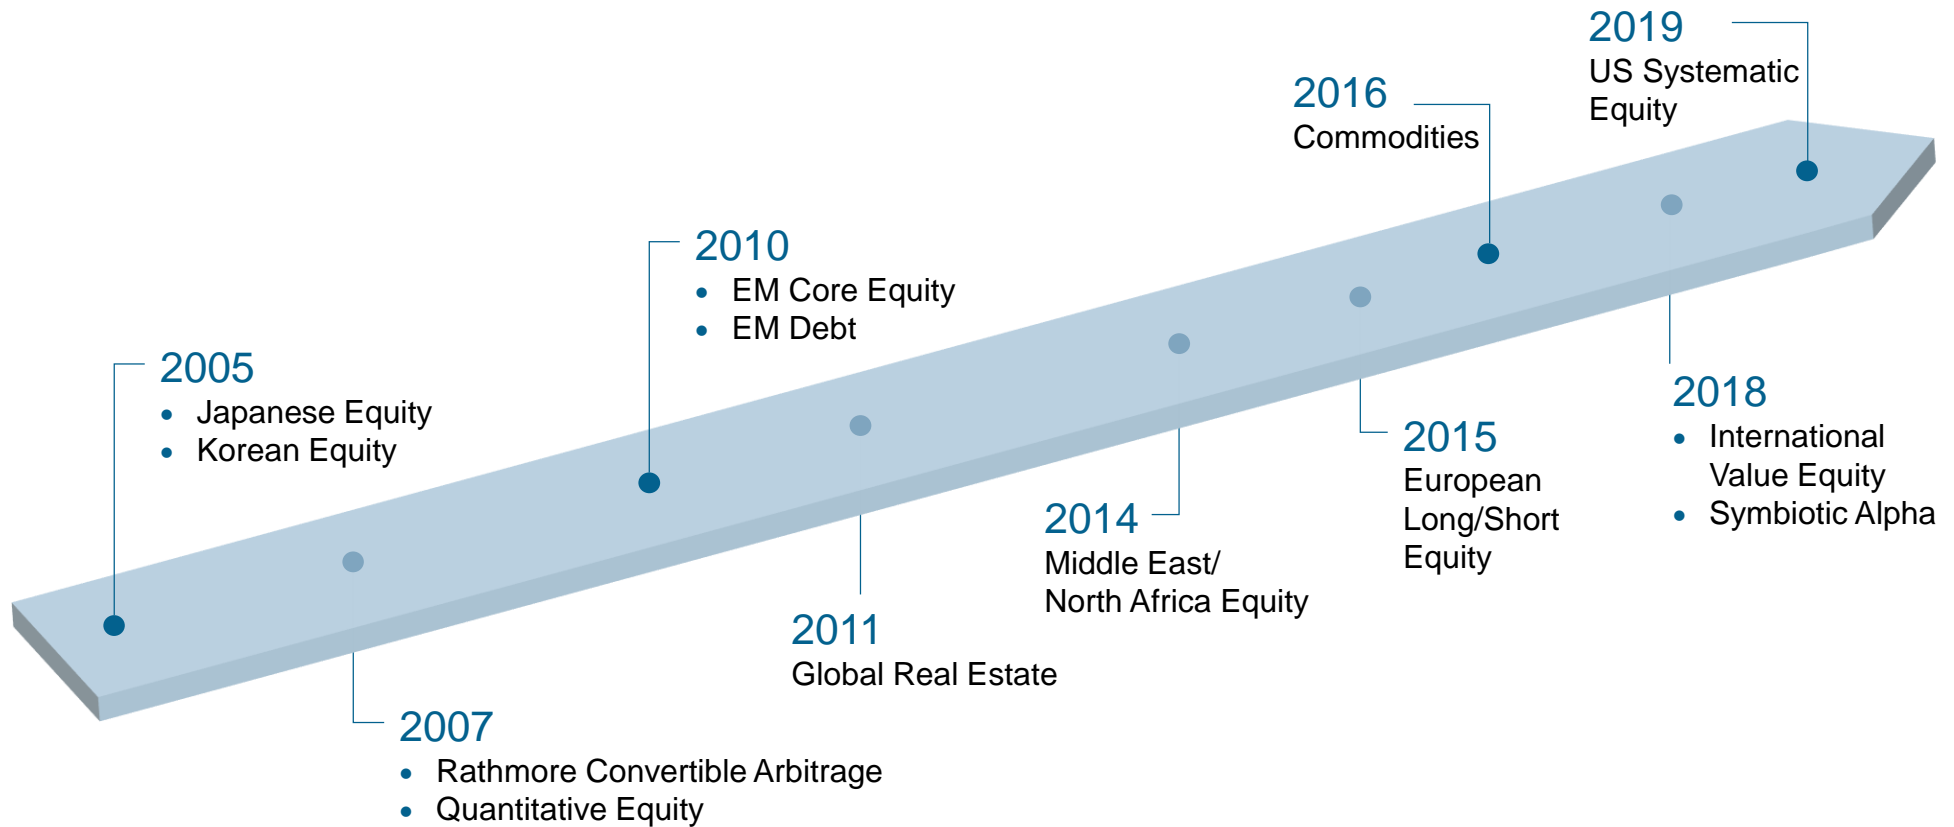 2005
• Japanese Equity
• Korean Equity
2007
• Rathmore Convertible Arbitrage
• Quantitative Equity
2010
• EM Core Equity
• EM Debt
2011
Global Real Estate
2014
Middle East/
North Africa Equity
2015
European
Long/Short
Equity
2016
Commodities
2018
• International
Value Equity
• Symbiotic Alpha
2019
US Systematic
Equity